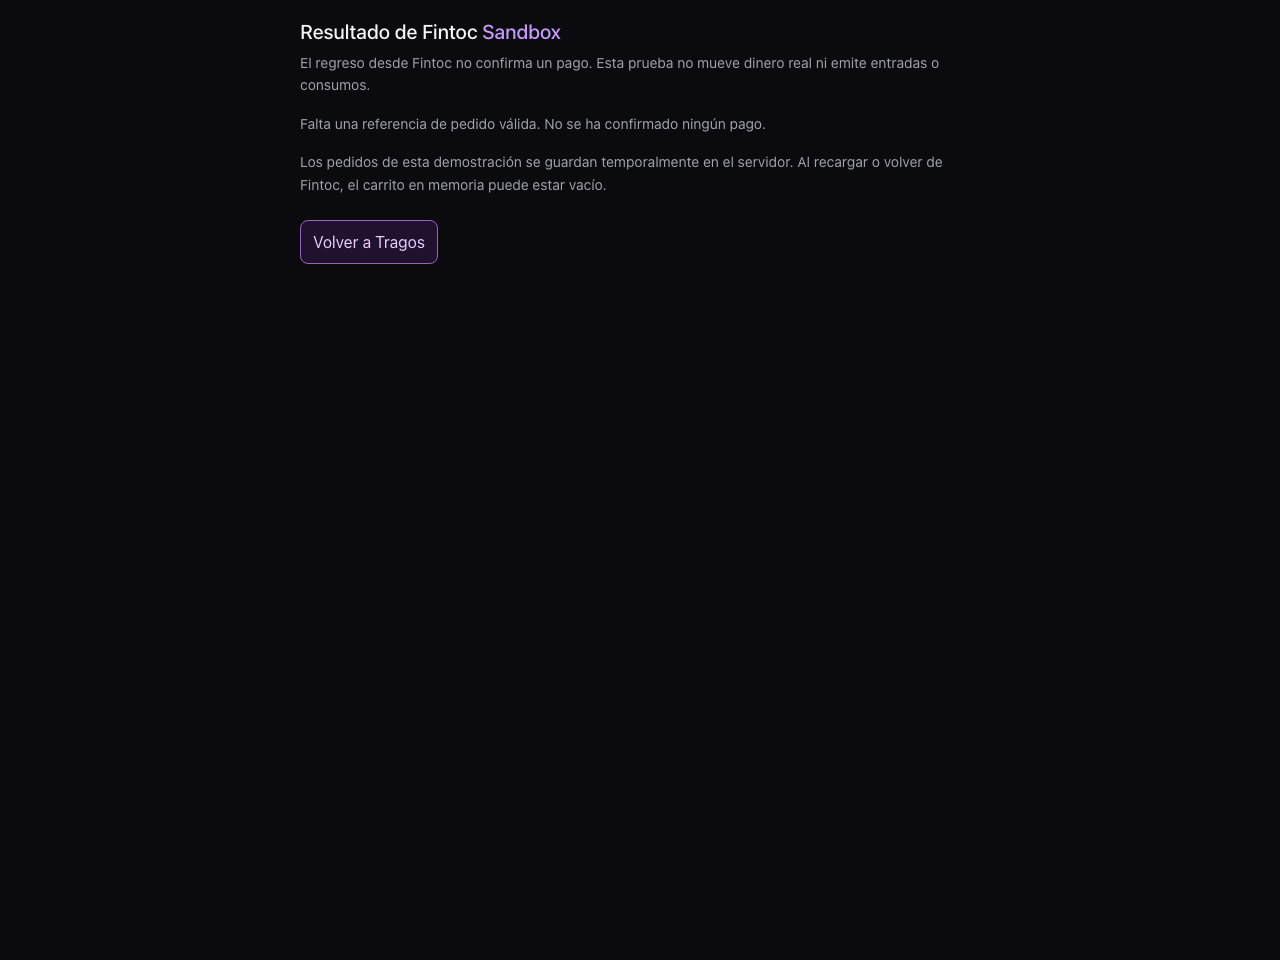 Resultado de Fintoc Sandbox
El regreso desde Fintoc no confirma un pago. Esta prueba no mueve dinero real ni emite entradas o
consumos.
Falta una referencia de pedido válida. No se ha confirmado ningún pago.
Los pedidos de esta demostración se guardan temporalmente en el servidor. Al recargar o volver de
Fintoc, el carrito en memoria puede estar vacío.
Volver a Tragos